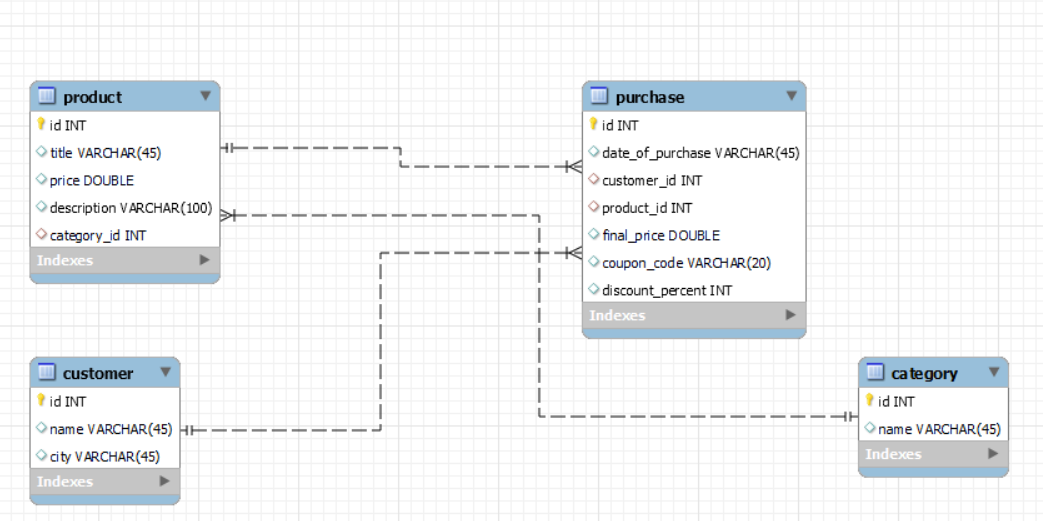 product
id INT
title VARCHAR(45)
price DOUBLE
description VARCHAR(100)
category_id INT
Indexes
purchase
id INT
date_of_purchase VARCHAR(45)
customer_id INT
product_id INT
final_price DOUBLE
coupon_code VARCHAR(20)
discount_percent INT
Indexes
customer
id INT
name VARCHAR(45)
city VARCHAR(45)
Indexes
category
id INT
name VARCHAR(45)
Indexes